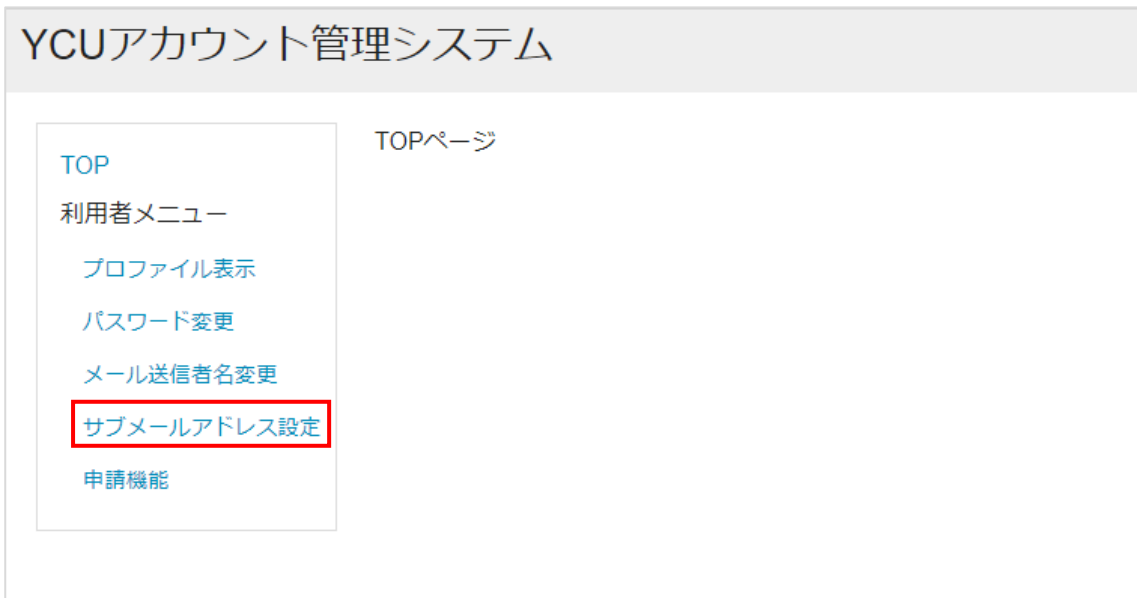 YCUアカウント管理システム
TOP
利用者メニュー
プロファイル表示
パスワード変更
メール送信者名変更
サブメールアドレス設定
申請機能
TOPページ